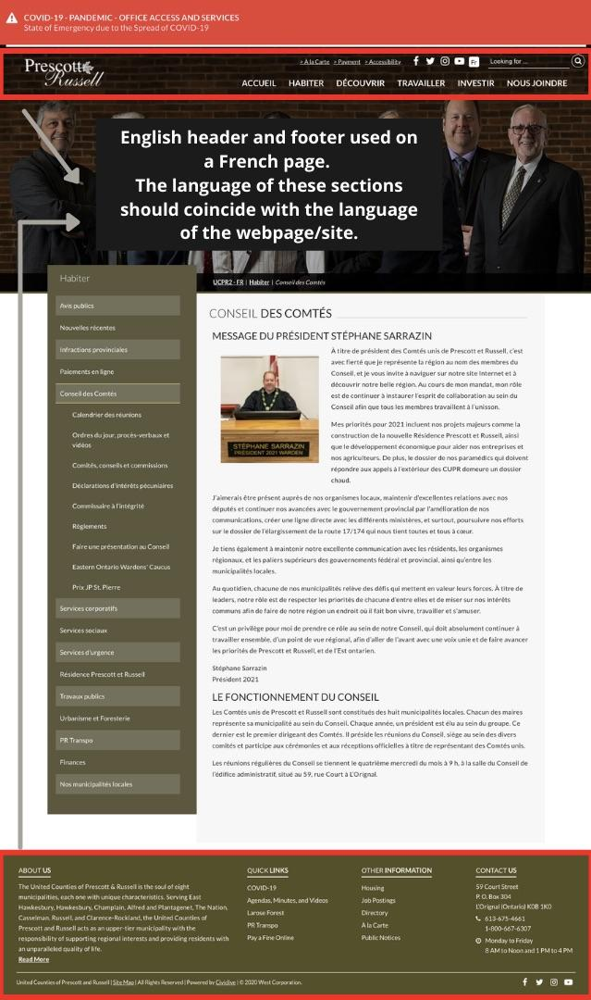 COVID-19 - PANDEMIC - OFFICE ACCESS AND SERVICES
State of Emergency due to the Spread of COVID-19
Prescott
Russell
> À la Carte > Payment > Accessibility
Fr
Looking for ...
ACCUEIL HABITER DÉCOUVRIR TRAVAILLER INVESTIR NOUS JOINDRE
English header and footer used on
a French page.
The language of these sections
should coincide with the language
of the webpage/site.
Habiter
UCPR2 - FR | Habiter | Conseil des Comtés
Avis publics
Nouvelles récentes
Infractions provinciales
Paiements en ligne
Conseil des Comtés
Calendrier des réunions
Ordres du jour, procès-verbaux et
vidéos
Comités, conseils et commissions
Déclarations d'intérêts pécuniaires
Commissaire à l'intégrité
Règlements
Faire une présentation au Conseil
Eastern Ontario Wardens' Caucus
Prix JP St. Pierre
Services corporatifs
Services sociaux
Services d'urgence
Résidence Prescott et Russell
Travaux publics
Urbanisme et Foresterie
PR Transpo
Finances
Nos municipalités locales
CONSEIL DES COMTÉS
MESSAGE DU PRÉSIDENT STÉPHANE SARRAZIN
STÉPHANE SARRAZIN
PRÉSIDENT 2021 WARDEN
À titre de président des Comtés unis de Prescott et Russell, c'est
avec fierté que je représente la région au nom des membres du
Conseil, et je vous invite à naviguer sur notre site Internet et à
découvrir notre belle région. Au cours de mon mandat, mon rôle
est de continuer à instaurer l'esprit de collaboration au sein du
Conseil afin que tous les membres travaillent à l'unisson.
Mes priorités pour 2021 incluent nos projets majeurs comme la
construction de la nouvelle Résidence Prescott et Russell, ainsi
que le développement économique pour aider nos entreprises et
nos agriculteurs. De plus, le dossier de nos paramédics qui doivent
répondre aux appels à l'extérieur des CUPR demeure un dossier
chaud.
J'aimerais être présent auprès de nos organismes locaux, maintenir d'excellentes relations avec nos
députés et continuer nos avancées avec le gouvernement provincial par l'amélioration de nos
communications, créer une ligne directe avec les différents ministères, et surtout, poursuivre nos efforts
sur le dossier de l'élargissement de la route 17/174 qui nous tient toutes et tous à cœur.
Je tiens également à maintenir notre excellente communication avec les résidents, les organismes
régionaux, et les paliers supérieurs des gouvernements fédéral et provincial, ainsi qu'entre les
municipalités locales.
Au quotidien, chacune de nos municipalités relève des défis qui mettent en valeur leurs forces. À titre de
leaders, notre rôle est de respecter les priorités de chacune d'entre elles et de miser sur nos intérêts
communs afin de faire de notre région un endroit où il fait bon vivre, travailler et s'amuser.
C'est un privilège pour moi de prendre ce rôle au sein de notre Conseil, qui doit absolument continuer à
travailler ensemble, d'un point de vue régional, afin d'aller de l'avant avec une voix unie et de faire avancer
les priorités de Prescott et Russell, et de l'Est ontarien.
Stéphane Sarrazin
Président 2021
LE FONCTIONNEMENT DU CONSEIL
Les Comtés unis de Prescott et Russell sont constitués des huit municipalités locales. Chacun des maires
représente sa municipalité au sein du Conseil. Chaque année, un président est élu au sein du groupe. Ce
dernier est le premier dirigeant des Comtés. Il préside les réunions du Conseil, siège au sein des divers
comités et participe aux cérémonies et aux réceptions officielles à titre de représentant des Comtés unis.
Les réunions régulières du Conseil se tiennent le quatrième mercredi du mois à 9 h, à la salle du Conseil de
l'édifice administratif, situé au 59, rue Court à L'Orignal.
ABOUT US
The United Counties of Prescott & Russell is the soul of eight
municipalities, each one with unique characteristics. Serving East
Hawkesbury, Hawkesbury, Champlain, Alfred and Plantagenet, The Nation,
Casselman, Russell, and Clarence-Rockland, the United Counties of
Prescott and Russell acts as an upper-tier municipality with the
responsibility of supporting regional interests and providing residents with
an unparalleled quality of life.
Read More
QUICK LINKS
COVID-19
Agendas, Minutes, and Videos
Larose Forest
PR Transpo
Pay a Fine Online
OTHER INFORMATION
Housing
Job Postings
Directory
À la Carte
Public Notices
CONTACT US
59 Court Street
P. O. Box 304
L'Orignal (Ontario) K0B 1K0
613-675-4661
1-800-667-6307
Monday to Friday
8 AM to Noon and 1 PM to 4 PM
United Counties of Prescott and Russell | Site Map | All Rights Reserved | Powered by Civiclive | © 2020 West Corporation.